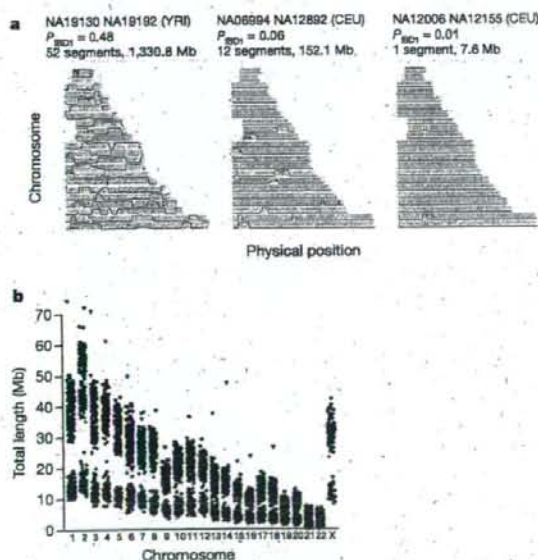 a
NA19130 NA19192 (YRI)
P_IBD1 = 0.48
52 segments, 1,330.8 Mb
NA06994 NA12892 (CEU)
P_IBD1 = 0.06
12 segments, 152.1 Mb
NA12006 NA12155 (CEU)
P_IBD1 = 0.01
1 segment, 7.6 Mb
Chromosome
Physical position
b
70
60
50
40
30
20
10
0
Total length (Mb)
1 2 3 4 5 6 7 8 9 10 11 12 13 14 15 16 17 18 19 20 21 22 X
Chromosome